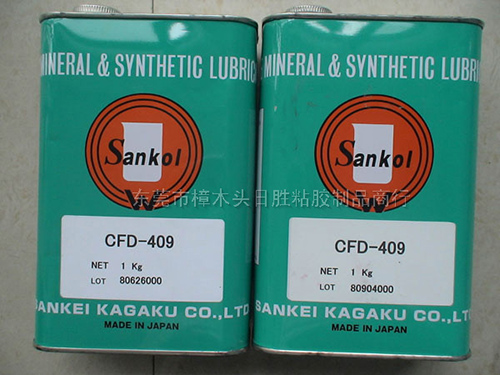 MINERAL & SYNTHETIC LUBRIC
Sankol
W
CFD-409
NET 1 Kg
LOT 80626000
SANKEI KAGAKU CO.,LTD
MADE IN JAPAN
MINERAL & SYNTHETIC LUBRI
Sankol
W
CFD-409
NET 1 Kg
LOT 80904000
SANKEI KAGAKU CO.,LTD
MADE IN JAPAN
东莞市樟木头日胜粘胶制品商行